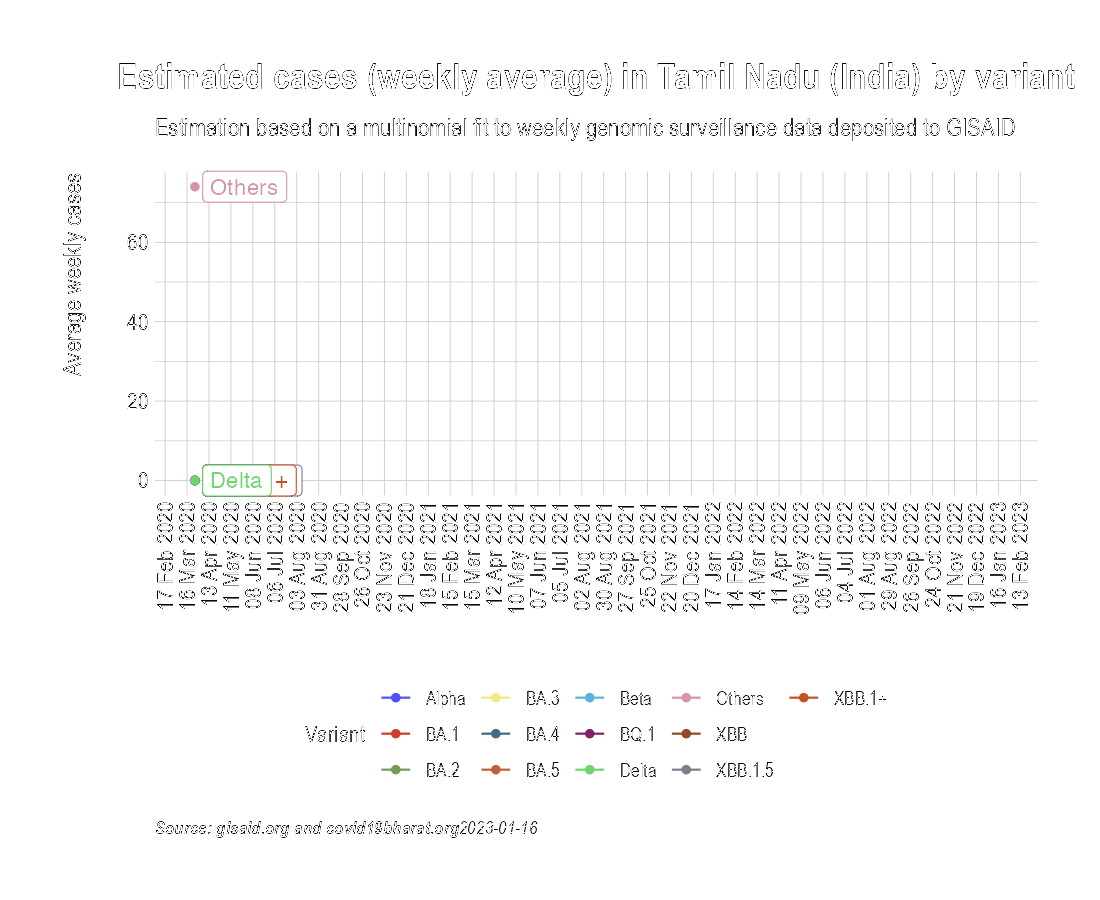 Estimated cases (weekly average) in Tamil Nadu (India) by variant
Estimation based on a multinomial fit to weekly genomic surveillance data deposited to GISAID
Average weekly cases
Others
60
40
20
0
Delta
+
17 Feb 2020
16 Mar 2020
13 Apr 2020
11 May 2020
08 Jun 2020
06 Jul 2020
03 Aug 2020
31 Aug 2020
28 Sep 2020
26 Oct 2020
23 Nov 2020
21 Dec 2020
18 Jan 2021
15 Feb 2021
15 Mar 2021
12 Apr 2021
10 May 2021
07 Jun 2021
05 Jul 2021
02 Aug 2021
30 Aug 2021
27 Sep 2021
25 Oct 2021
22 Nov 2021
20 Dec 2021
17 Jan 2022
14 Feb 2022
14 Mar 2022
11 Apr 2022
09 May 2022
06 Jun 2022
04 Jul 2022
01 Aug 2022
29 Aug 2022
26 Sep 2022
24 Oct 2022
21 Nov 2022
19 Dec 2022
16 Jan 2023
13 Feb 2023
Alpha BA.3 Beta Others XBB.1+
Variant BA.1 BA.4 BQ.1 XBB
BA.2 BA.5 Delta XBB.1.5
Source: gisaid.org and covid19bharat.org2023-01-16